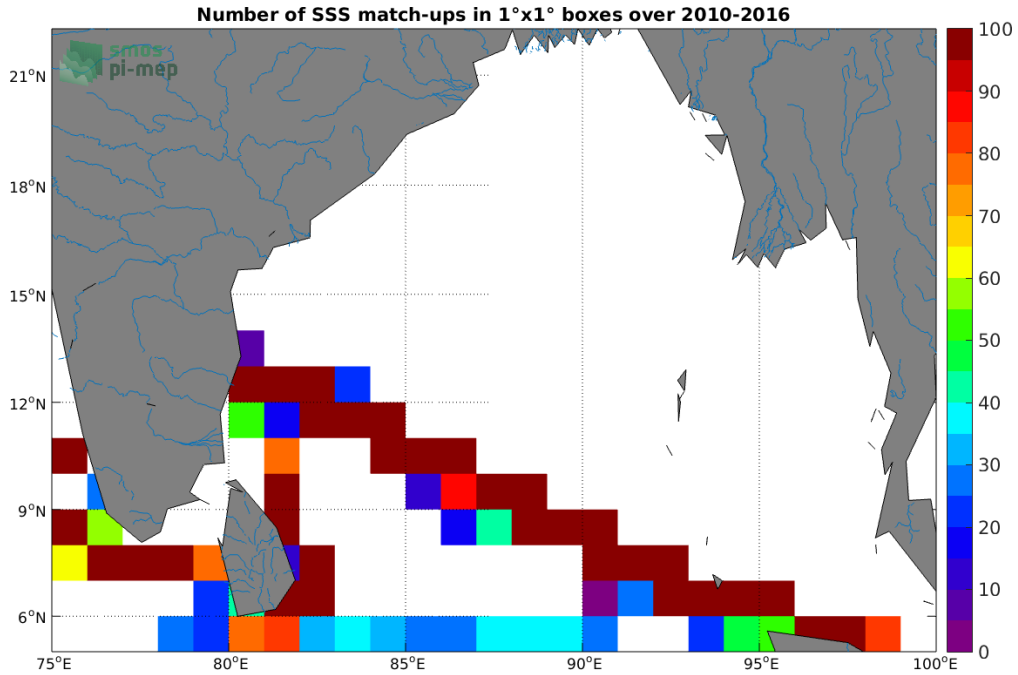 Number of SSS match-ups in 1°x1° boxes over 2010-2016
smos
pi-mep
21°N
18°N
15°N
12°N
9°N
6°N
75°E
80°E
85°E
90°E
95°E
100°E
100
90
80
70
60
50
40
30
20
10
0